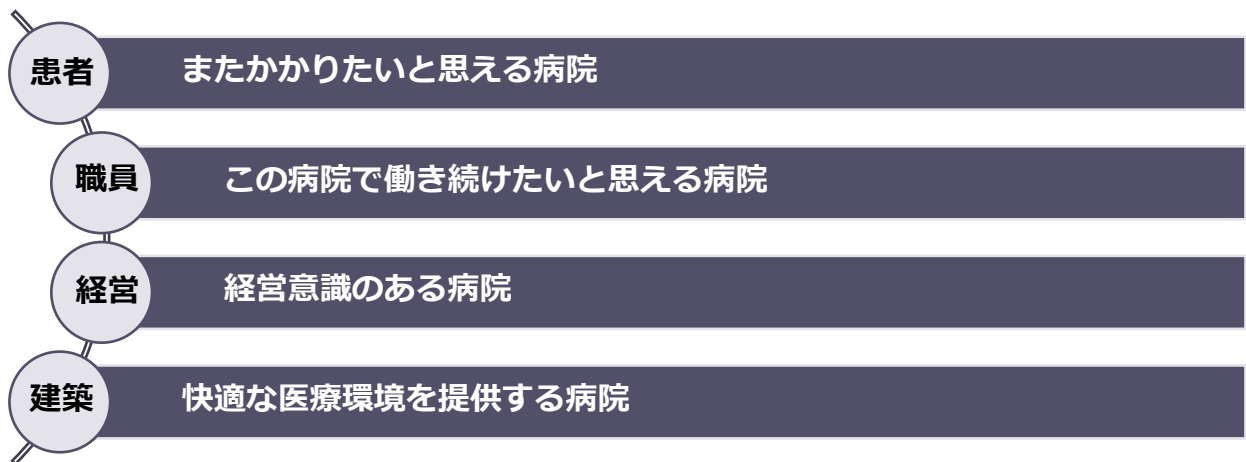 患者
またかかりたいと思える病院
職員
この病院で働き続けたいと思える病院
経営
経営意識のある病院
建築
快適な医療環境を提供する病院